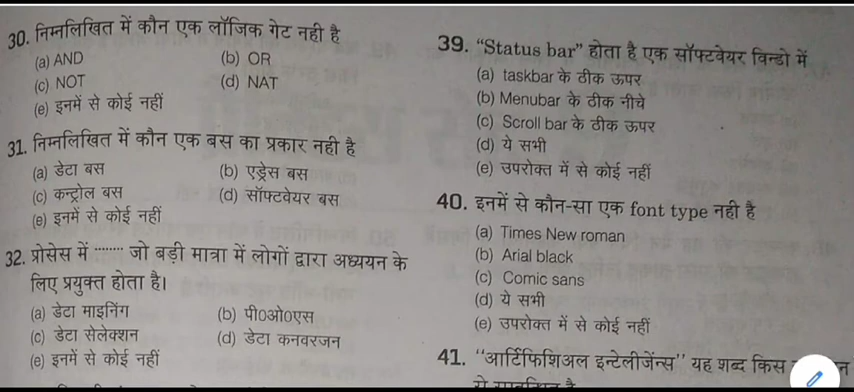 30. निम्नलिखित में कौन एक लॉजिक गेट नही है
(a) AND (b) OR
(c) NOT (d) NAT
(e) इनमें से कोई नहीं
31. निम्नलिखित में कौन एक बस का प्रकार नही है
(a) डेटा बस (b) एड्रेस बस
(c) कन्ट्रोल बस (d) सॉफ्टवेयर बस
(e) इनमें से कोई नहीं
32. प्रोसेस में ........ जो बड़ी मात्रा में लोगों द्वारा अध्ययन के
लिए प्रयुक्त होता है।
(a) डेटा माइनिंग (b) पी0ओ0एस
(c) डेटा सेलेक्शन (d) डेटा कनवरजन
(e) इनमें से कोई नहीं
39. “Status bar” होता है एक सॉफ्टवेयर विन्डो में
(a) taskbar के ठीक ऊपर
(b) Menubar के ठीक नीचे
(c) Scroll bar के ठीक ऊपर
(d) ये सभी
(e) उपरोक्त में से कोई नहीं
40. इनमें से कौन-सा एक font type नही है
(a) Times New roman
(b) Arial black
(c) Comic sans
(d) ये सभी
(e) उपरोक्त में से कोई नहीं
41. “आर्टिफिशिअल इन्टेलीजेंन्स” यह शब्द किस